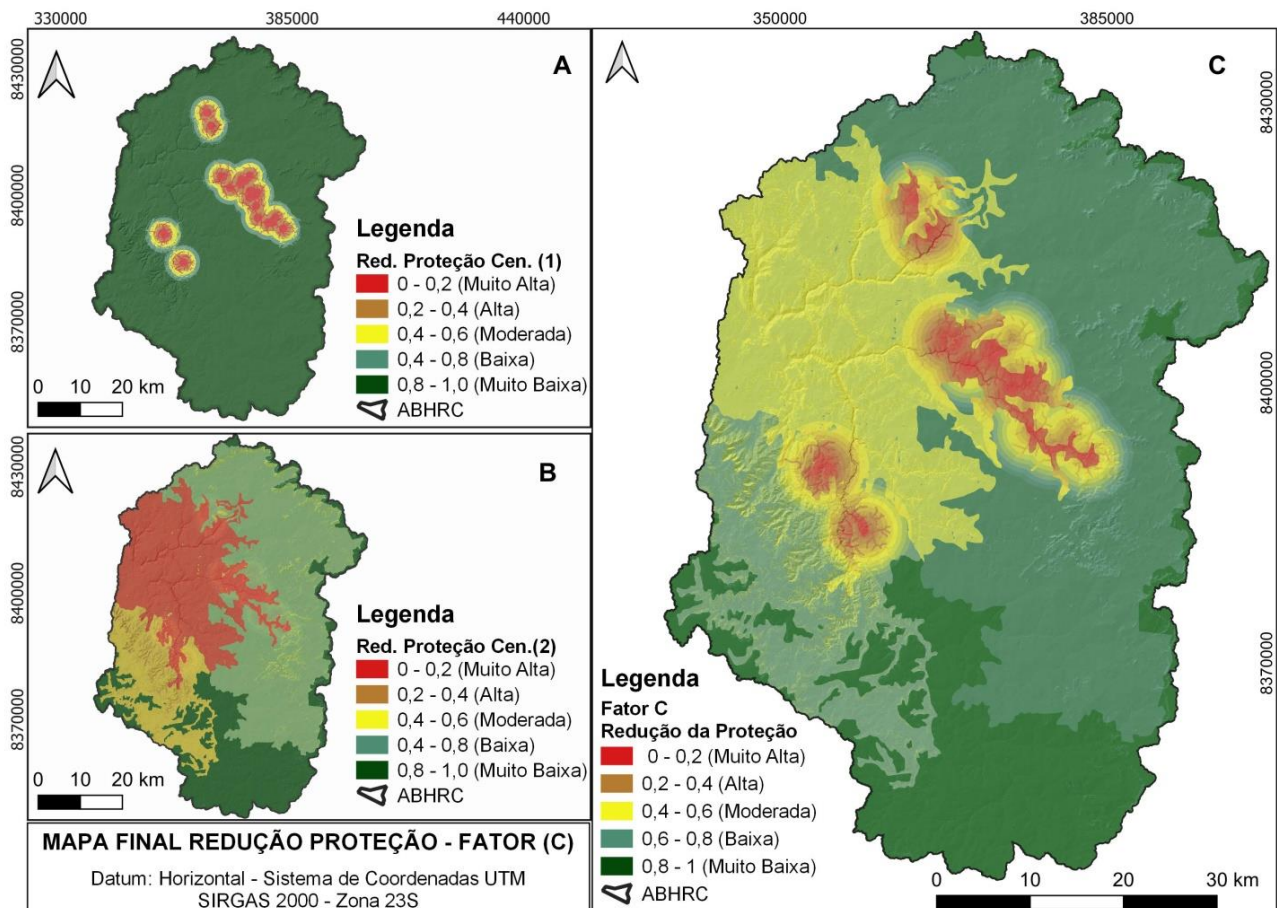 330000 385000 440000
350000 385000
A
8430000
8400000
8370000
Legenda
Red. Proteção Cen. (1)
0 - 0,2 (Muito Alta)
0,2 - 0,4 (Alta)
0,4 - 0,6 (Moderada)
0,4 - 0,8 (Baixa)
0,8 - 1,0 (Muito Baixa)
ABHRC
0 20 km
B
8430000
8400000
8370000
Legenda
Red. Proteção Cen.(2)
0 - 0,2 (Muito Alta)
0,2 - 0,4 (Alta)
0,4 - 0,6 (Moderada)
0,4 - 0,8 (Baixa)
0,8 - 1,0 (Muito Baixa)
ABHRC
0 20 km
MAPA FINAL REDUÇÃO PROTEÇÃO - FATOR (C)
Datum: Horizontal - Sistema de Coordenadas UTM
SIRGAS 2000 - Zona 23S
C
8430000
8400000
8370000
Legenda
Fator C
Redução da Proteção
0 - 0,2 (Muito Alta)
0,2 - 0,4 (Alta)
0,4 - 0,6 (Moderada)
0,6 - 0,8 (Baixa)
0,8 - 1 (Muito Baixa)
ABHRC
0 10 20 30 km